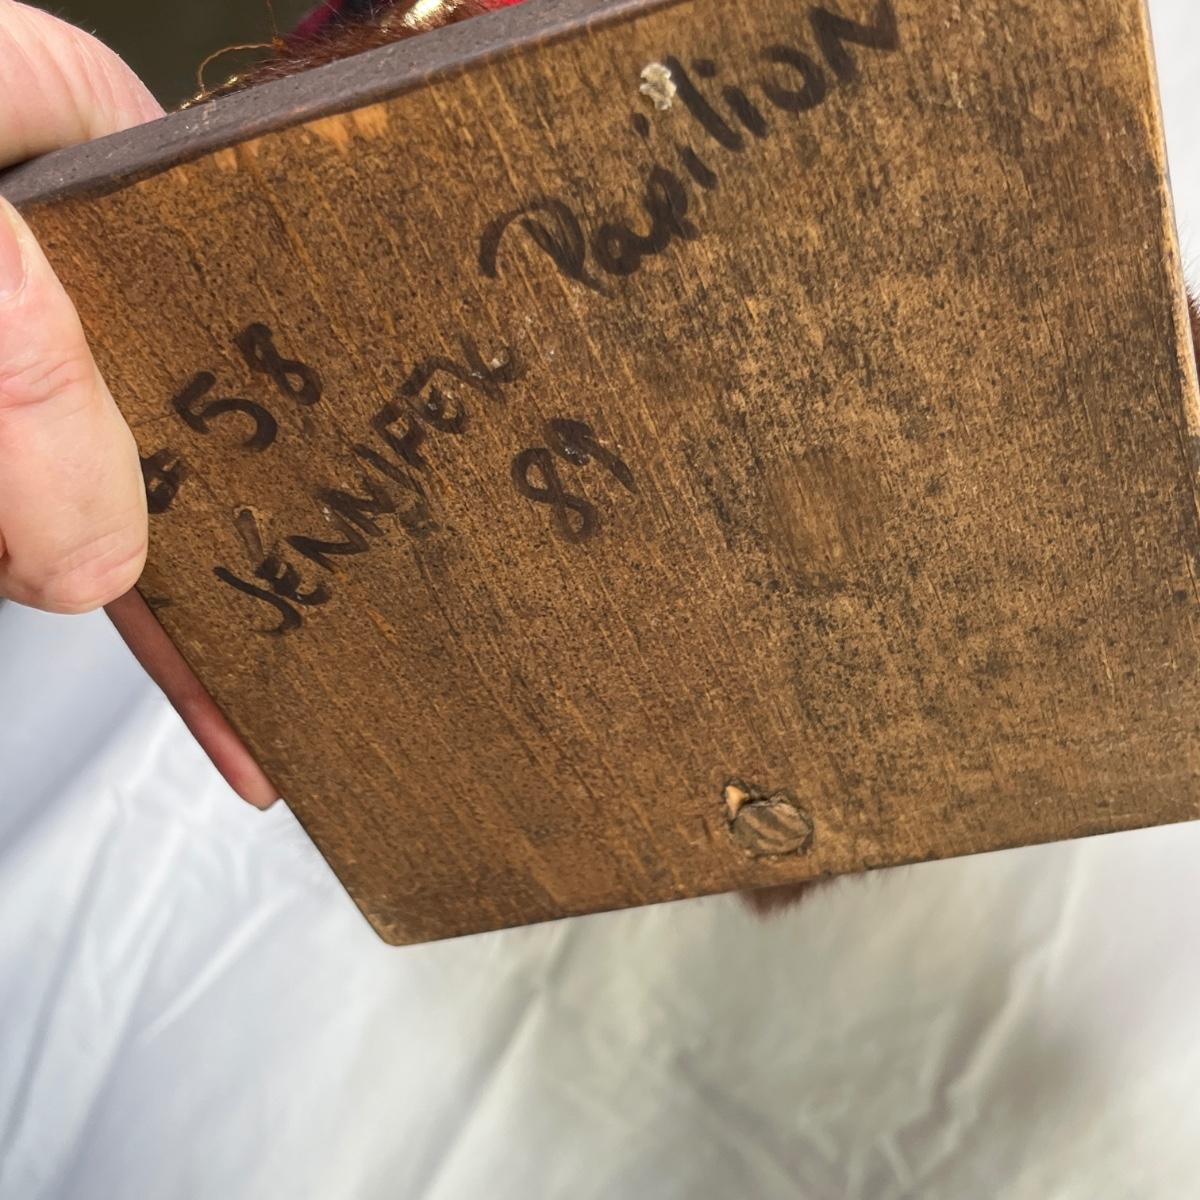 Papilion
# 58
JENNIFER
89